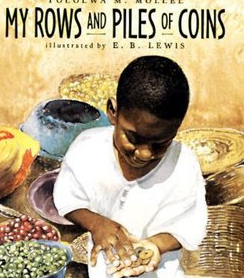 TOLOLWA M. MOLLEL
MY ROWS AND PILES OF COINS
illustrated by E. B. LEWIS